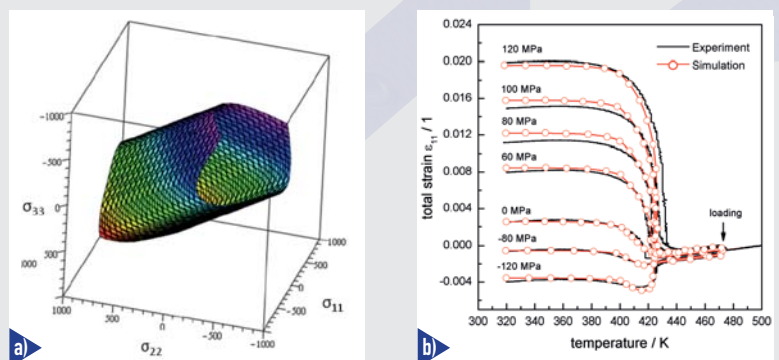 -1000
-500
0
500
000
σ33
1000
500
0
-500
-1000
σ22
1000
500
0
-500
-1000
σ11
a)
total strain ε11 / 1
0.024
0.020
0.016
0.012
0.008
0.004
0.000
-0.004
120 MPa
100 MPa
80 MPa
60 MPa
0 MPa
-80 MPa
-120 MPa
Experiment
Simulation
loading
300 320 340 360 380 400 420 440 460 480 500
temperature / K
b)